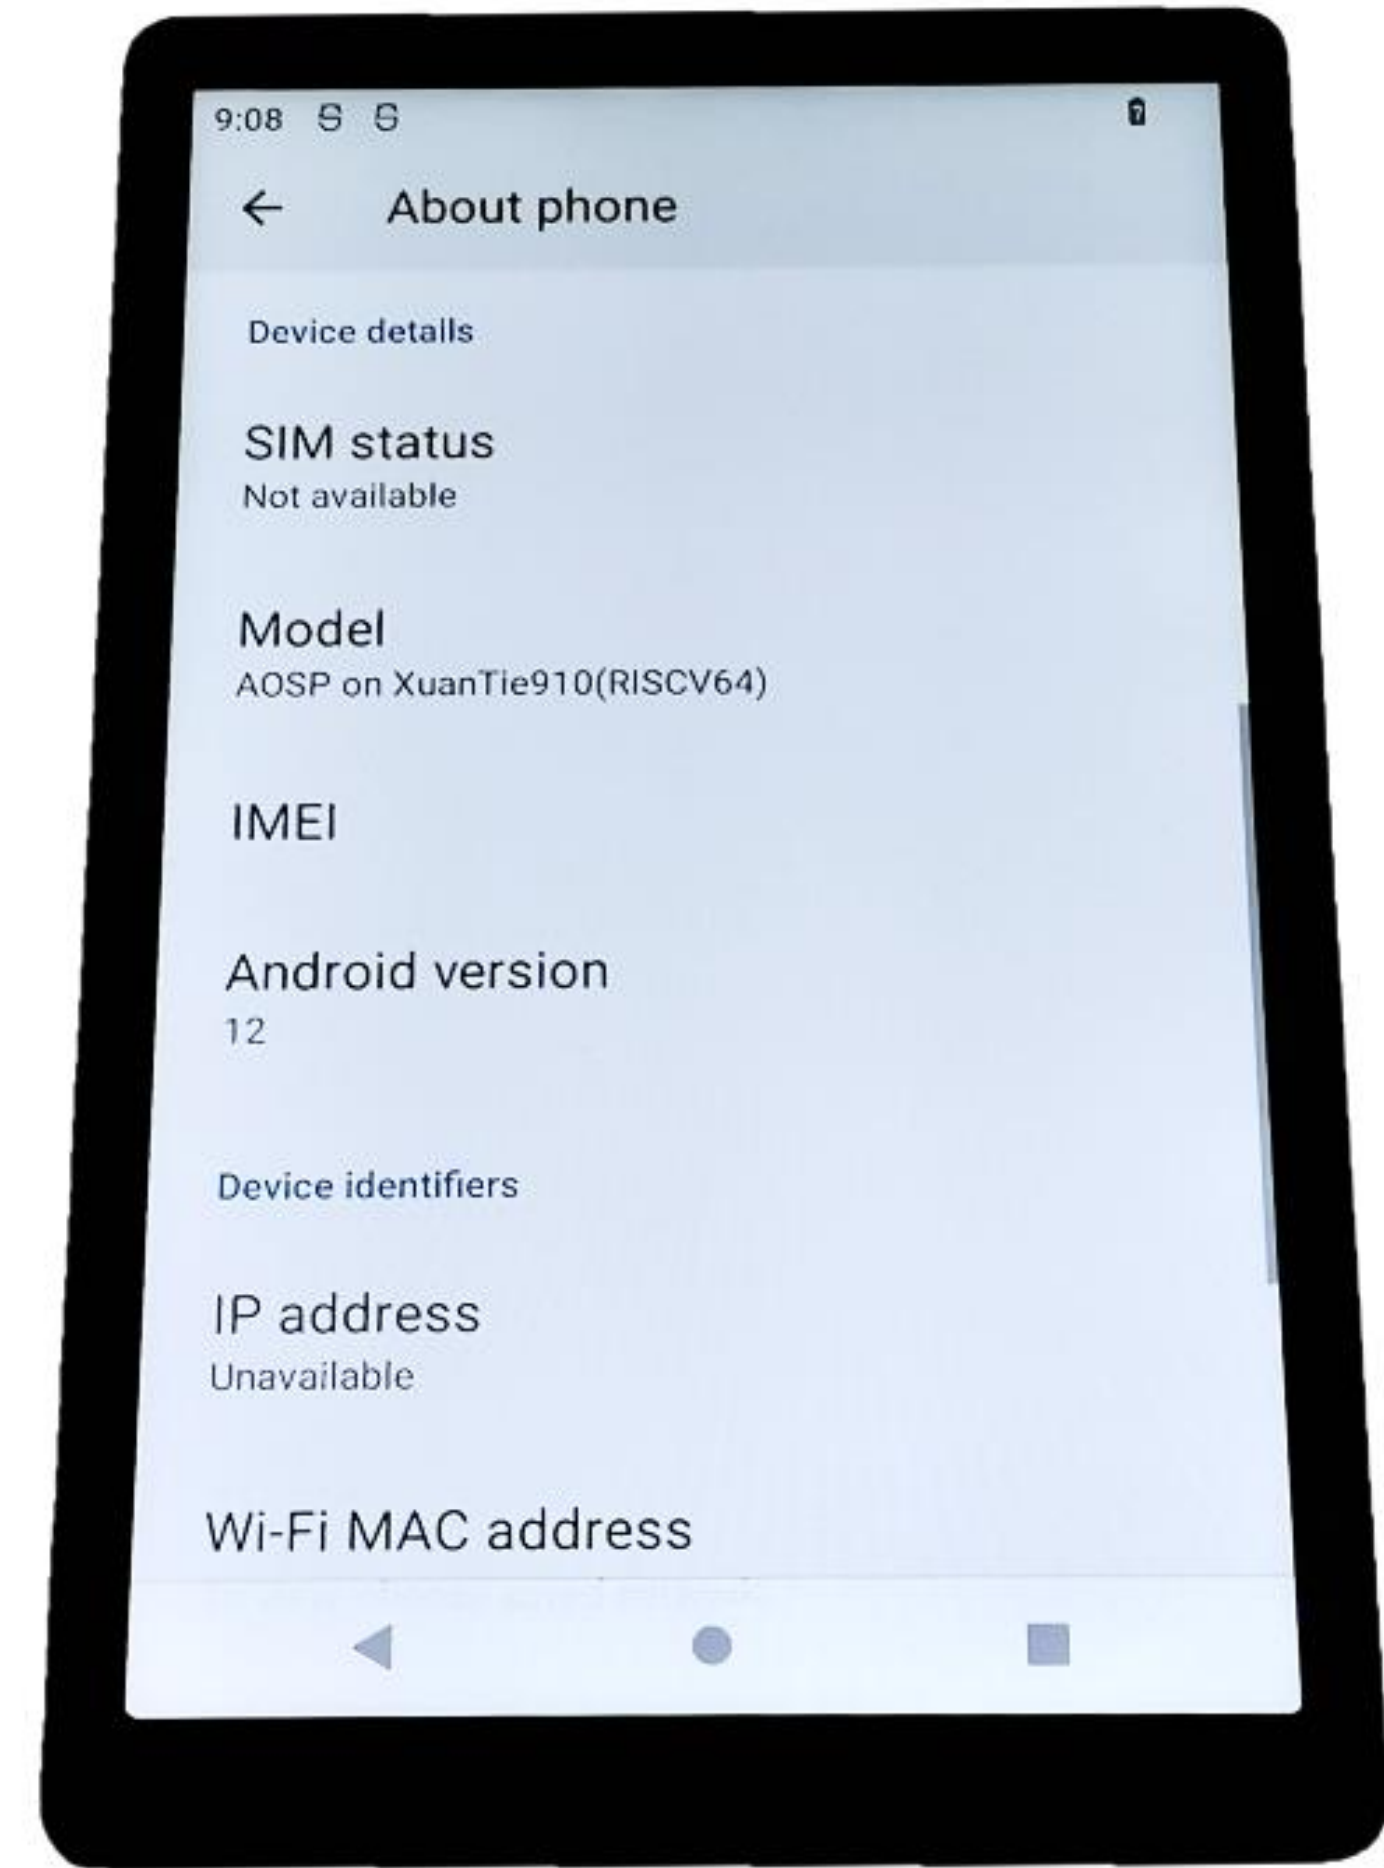 9:08
About phone
Device details
SIM status
Not available
Model
AOSP on XuanTie910(RISCV64)
IMEI
Android version
12
Device identifiers
IP address
Unavailable
Wi-Fi MAC address